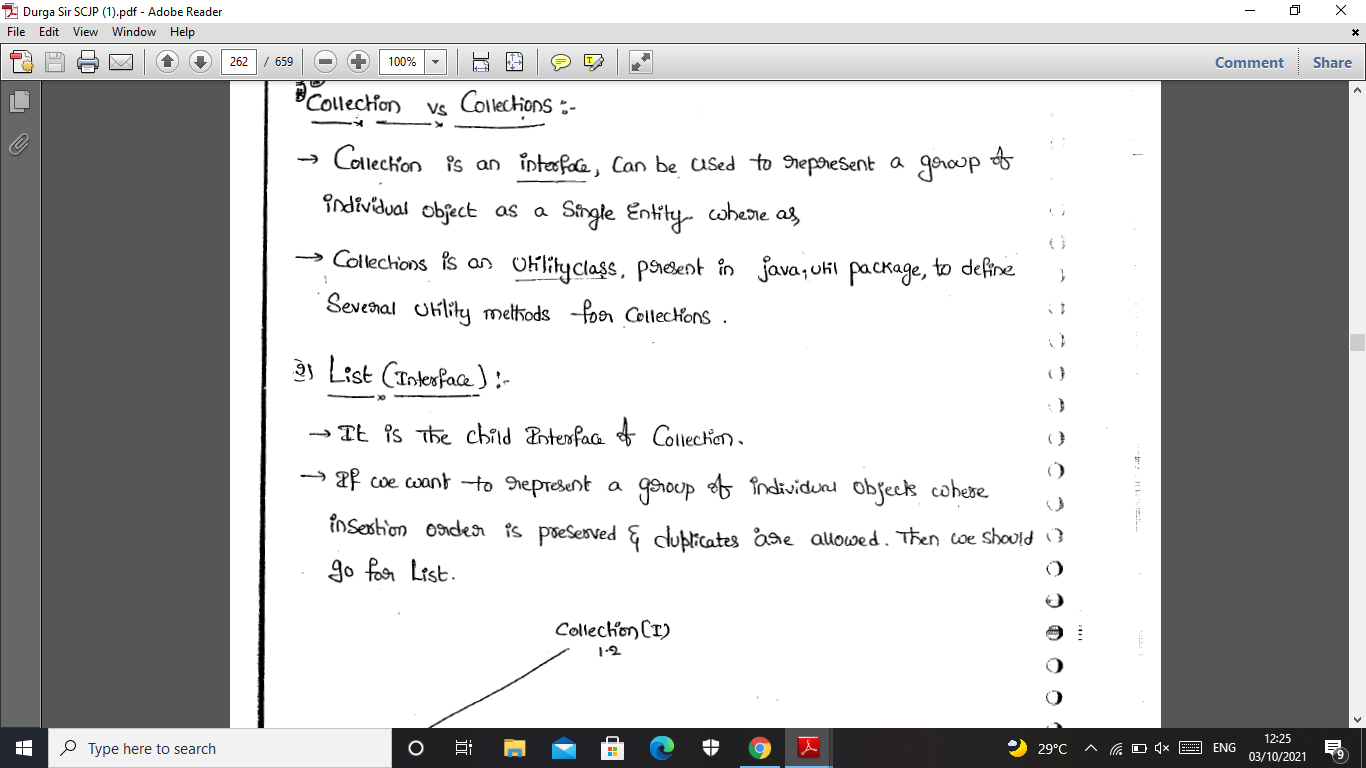 Durga Sir SCJP (1).pdf - Adobe Reader
File Edit View Window Help
262 / 659 100% Comment Share
Collection vs Collections :-
→ Collection is an interface, Can be used to represent a group of
individual object as a Single Entity where as,
→ Collections is an Utilityclass, present in java.util package, to define
Several Utility methods for Collections.
2) List (Interface) :-
→ It is The child Interface of Collection.
→ If we want to represent a group of individual objects where
insertion order is preserved & duplicates are allowed. Then we should
go for List.
Collection(I)
1.2
Type here to search
29°C ENG 12:25
03/10/2021
9